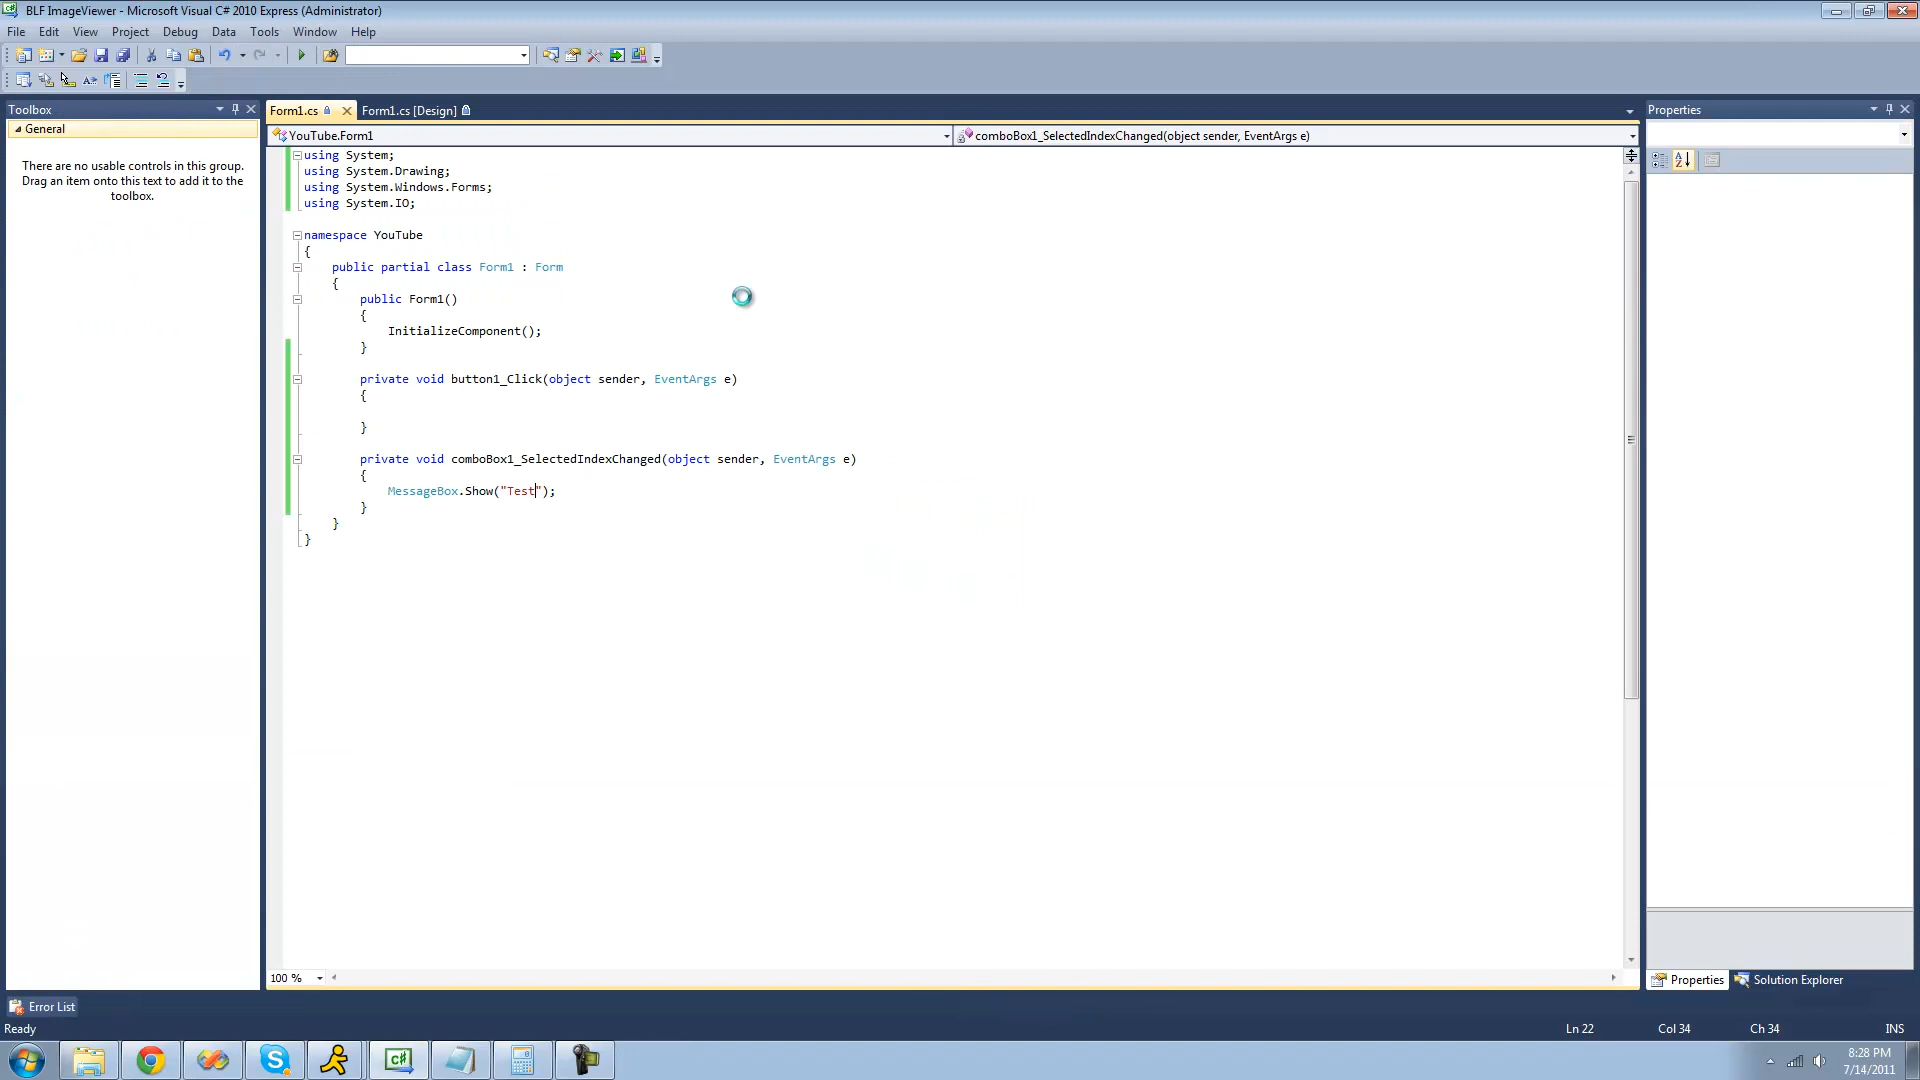 BLF ImageViewer - Microsoft Visual C# 2010 Express (Administrator)
File Edit View Project Debug Data Tools Window Help
Toolbox
General
There are no usable controls in this group.
Drag an item onto this text to add it to the
toolbox.
Form1.cs Form1.cs [Design]
YouTube.Form1 comboBox1_SelectedIndexChanged(object sender, EventArgs e)
using System;
using System.Drawing;
using System.Windows.Forms;
using System.IO;
namespace YouTube
{
public partial class Form1 : Form
{
public Form1()
{
InitializeComponent();
}
private void button1_Click(object sender, EventArgs e)
{
}
private void comboBox1_SelectedIndexChanged(object sender, EventArgs e)
{
MessageBox.Show("Test");
}
}
}
100 %
Properties
Properties Solution Explorer
Error List
Ready Ln 22 Col 34 Ch 34 INS
8:28 PM
7/14/2011